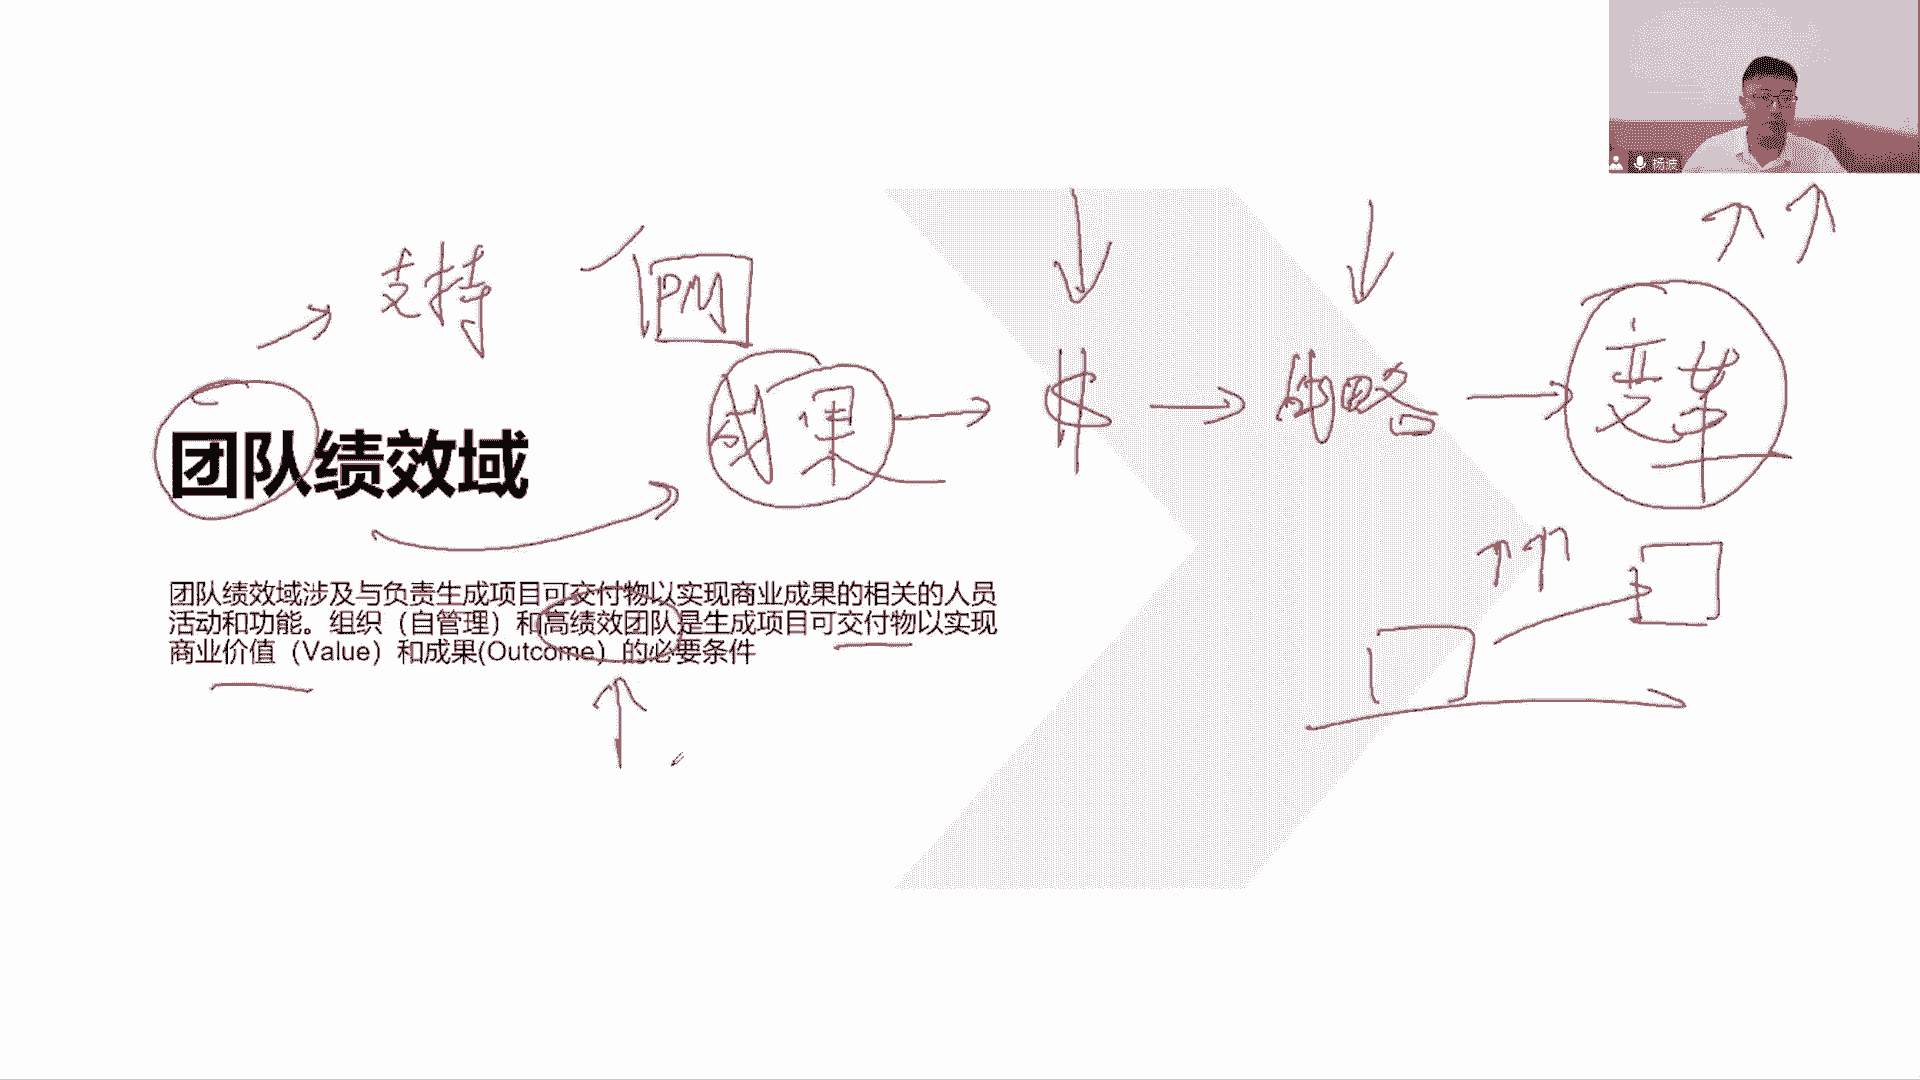 杨波
支持
PM
成果
$
战略
变革
团队绩效域
团队绩效域涉及与负责生成项目可交付物以实现商业成果的相关的人员
活动和功能。组织（自管理）和高绩效团队是生成项目可交付物以实现
商业价值（Value）和成果(Outcome）的必要条件